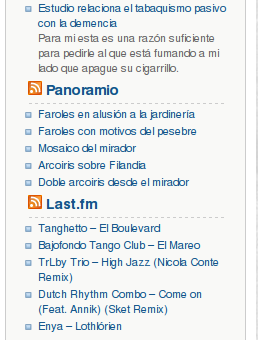 Estudio relaciona el tabaquismo pasivo
con la demencia
Para mi esta es una razón suficiente
para pedirle al que está fumando a mi
lado que apague su cigarrillo.
Panoramio
Faroles en alusión a la jardinería
Faroles con motivos del pesebre
Mosaico del mirador
Arcoiris sobre Filandia
Doble arcoiris desde el mirador
Last.fm
Tanghetto – El Boulevard
Bajofondo Tango Club – El Mareo
TrLby Trio – High Jazz (Nicola Conte
Remix)
Dutch Rhythm Combo – Come on
(Feat. Annik) (Sket Remix)
Enya – Lothlórien